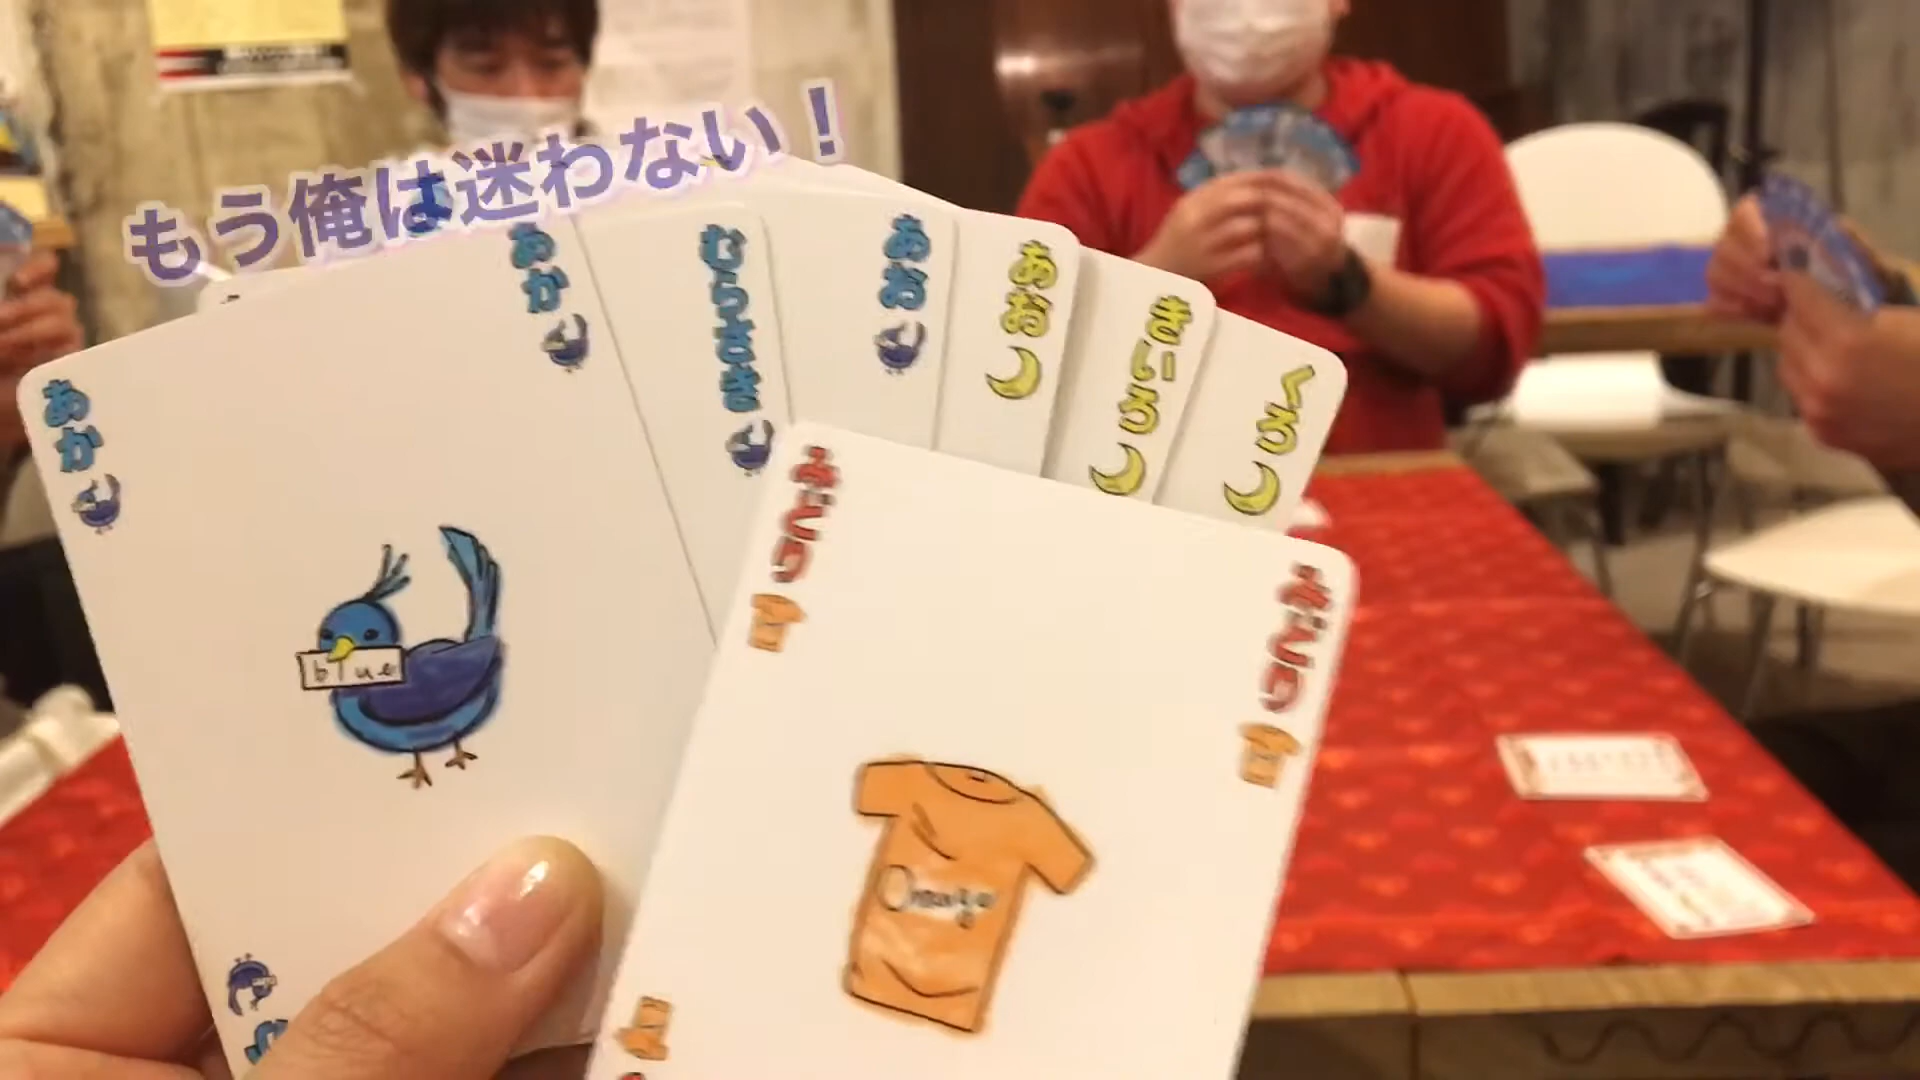 もう俺は迷わない！
あか
あか
むらさき
あお
あお
きいろ
くろ
みどり
みどり
blue
Orange